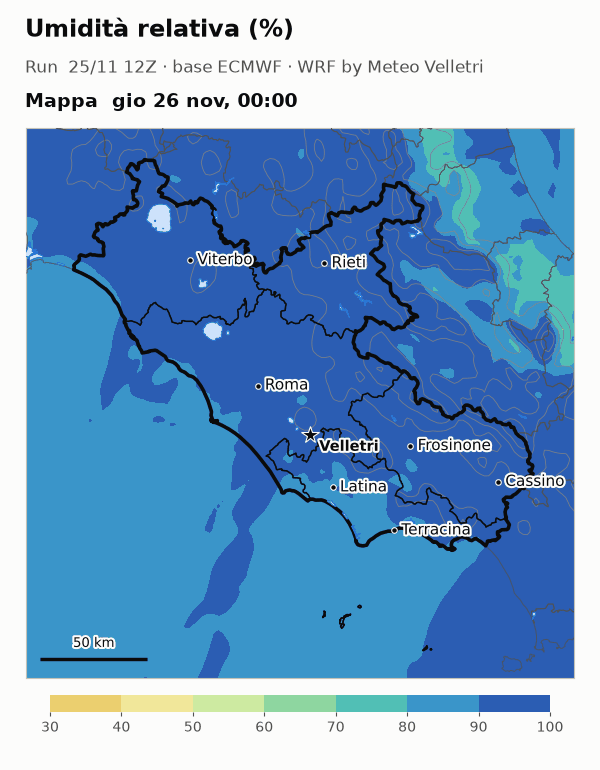 Umidità relativa (%)
Run  25/11 12Z · base ECMWF · WRF by Meteo Velletri
Mappa  gio 26 nov, 00:00
Viterbo
Rieti
Roma
Velletri
Frosinone
Latina
Cassino
Terracina
50 km
30 40 50 60 70 80 90 100